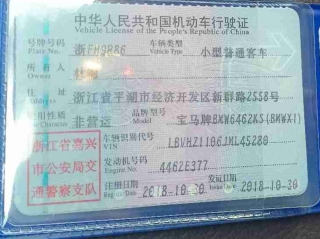 中华人民共和国机动车行驶证
Vehicle License of the People's Republic of China
号牌号码 浙FH9R86 车辆类型 小型普通客车
Plate No. Vehicle Type
所有人
Owner
住址 浙江省平湖市经济开发区新群路2558号
使用性质 非营运 品牌型号 宝马牌BMW6462KS(BMWX1)
浙江省嘉兴
市公安局交
通警察支队
车辆识别代号 LBVHZ1106JML45280
VIN
发动机号码 4462E377
Engine No.
注册日期 2018-10-30 发证日期 2018-10-30
Register Date Issue Date